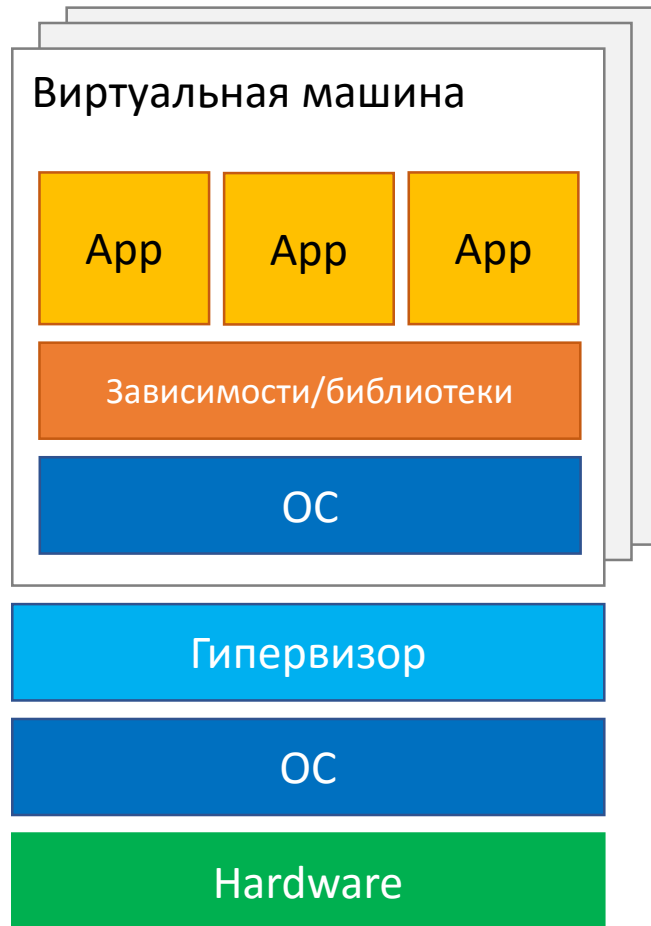 Виртуальная машина
App App App
Зависимости/библиотеки
ОС
Гипервизор
ОС
Hardware